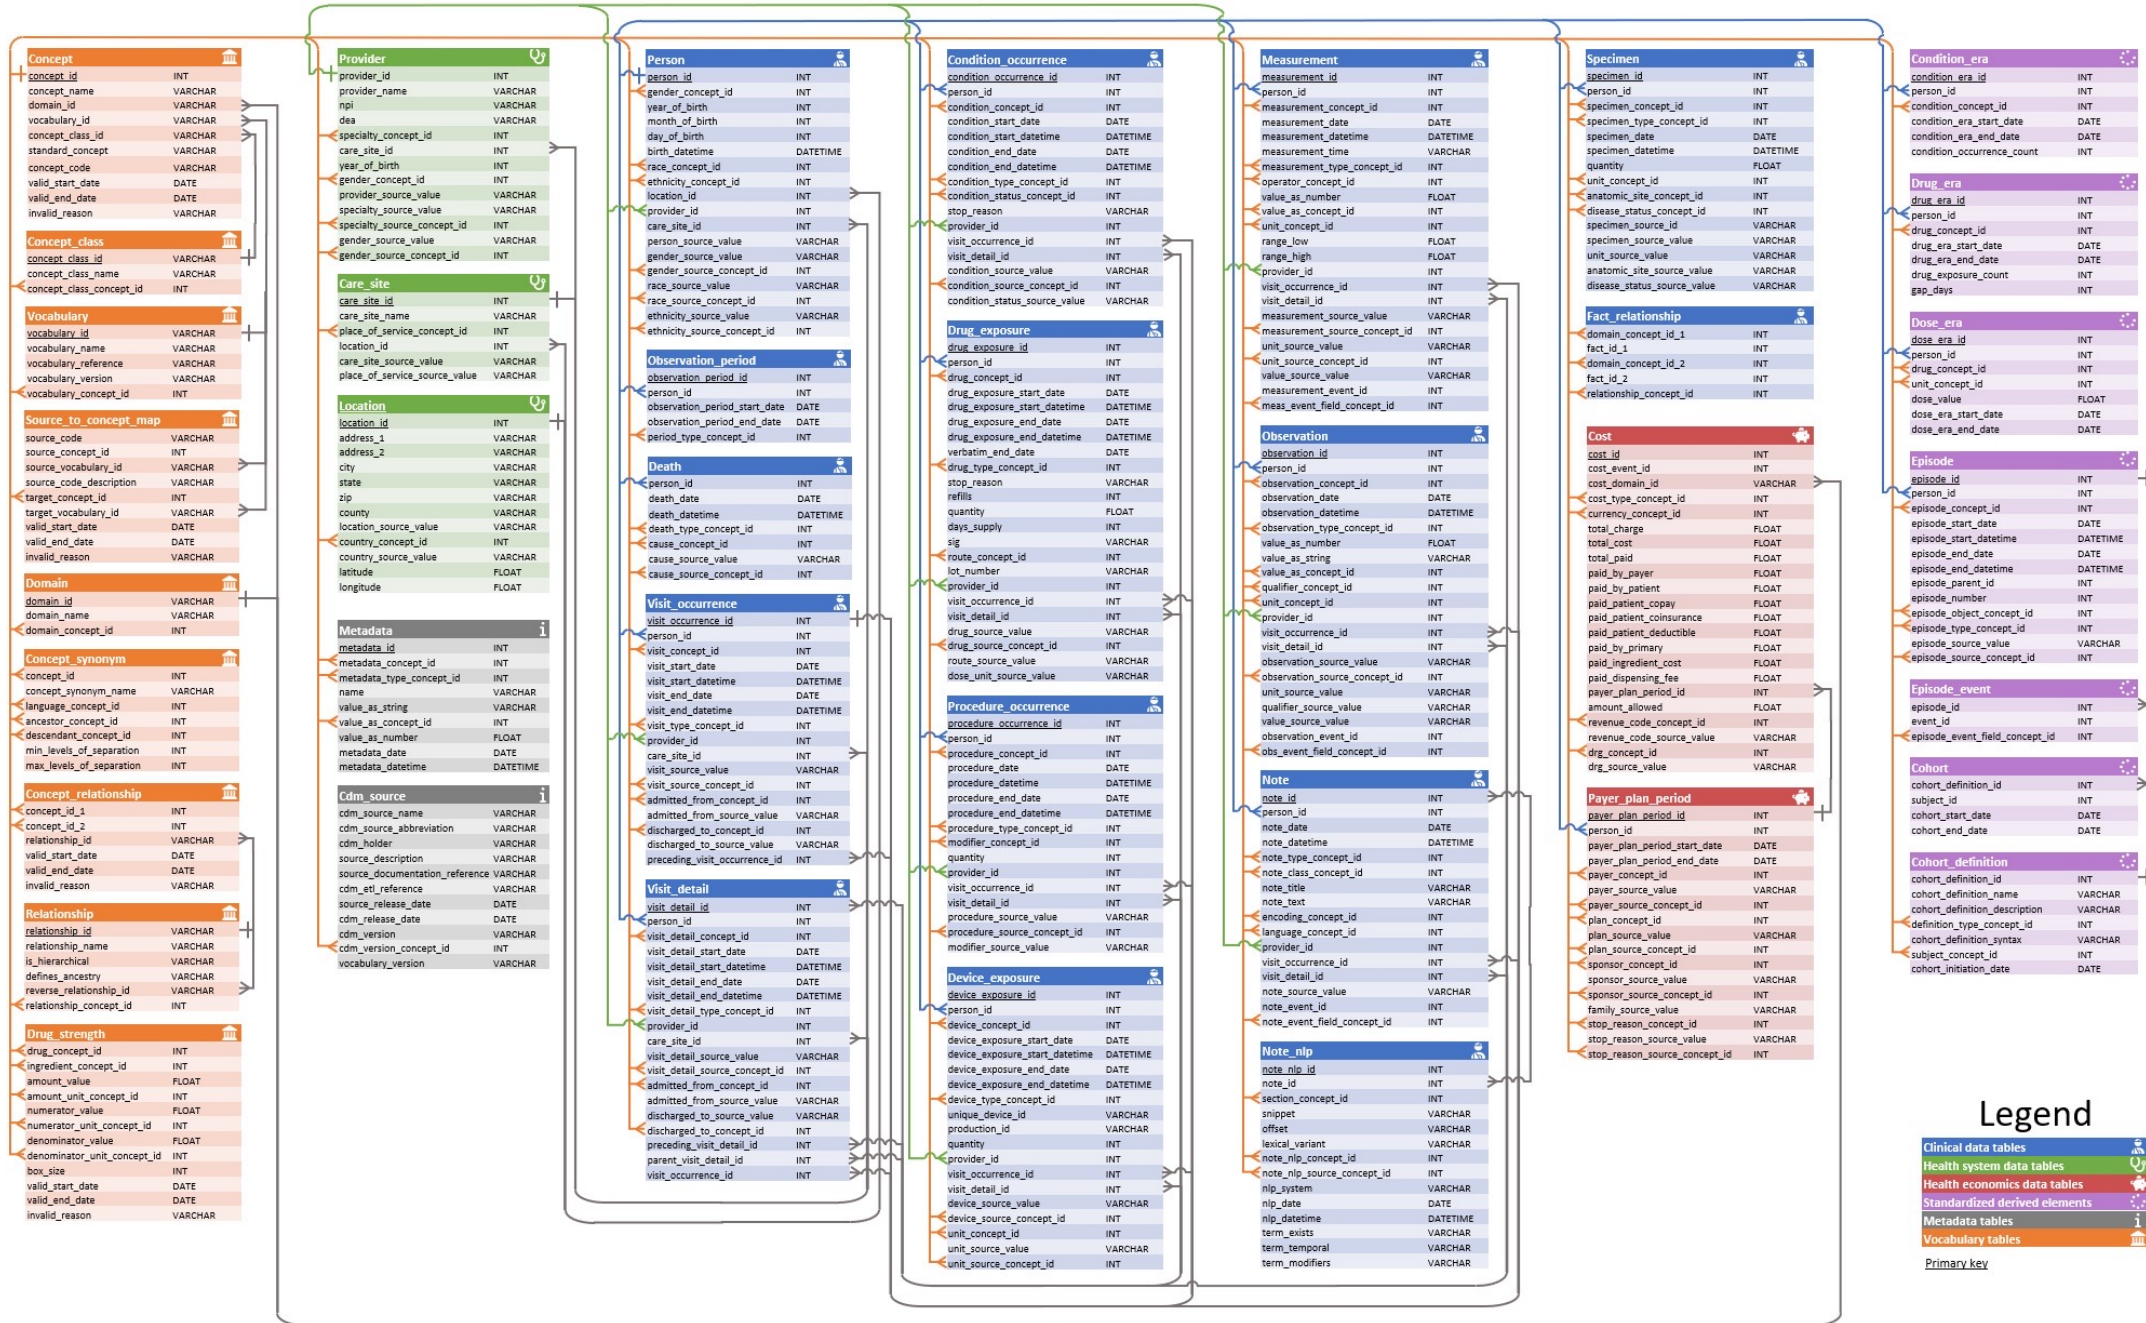 Concept
concept_id INT
concept_name VARCHAR
domain_id VARCHAR
vocabulary_id VARCHAR
concept_class_id VARCHAR
standard_concept VARCHAR
concept_code VARCHAR
valid_start_date DATE
valid_end_date DATE
invalid_reason VARCHAR
Concept_class
concept_class_id VARCHAR
concept_class_name VARCHAR
concept_class_concept_id INT
Vocabulary
vocabulary_id VARCHAR
vocabulary_name VARCHAR
vocabulary_reference VARCHAR
vocabulary_version VARCHAR
vocabulary_concept_id INT
Source_to_concept_map
source_code VARCHAR
source_concept_id INT
source_vocabulary_id VARCHAR
source_code_description VARCHAR
target_concept_id INT
target_vocabulary_id VARCHAR
valid_start_date DATE
valid_end_date DATE
invalid_reason VARCHAR
Domain
domain_id VARCHAR
domain_name VARCHAR
domain_concept_id INT
Concept_synonym
concept_id INT
concept_synonym_name VARCHAR
language_concept_id INT
ancestor_concept_id INT
descendant_concept_id INT
min_levels_of_separation INT
max_levels_of_separation INT
Concept_relationship
concept_id_1 INT
concept_id_2 INT
relationship_id VARCHAR
valid_start_date DATE
valid_end_date DATE
invalid_reason VARCHAR
Relationship
relationship_id VARCHAR
relationship_name VARCHAR
is_hierarchical VARCHAR
defines_ancestry VARCHAR
reverse_relationship_id VARCHAR
relationship_concept_id INT
Drug_strength
drug_concept_id INT
ingredient_concept_id INT
amount_value FLOAT
amount_unit_concept_id INT
numerator_value FLOAT
numerator_unit_concept_id INT
denominator_value FLOAT
denominator_unit_concept_id INT
box_size INT
valid_start_date DATE
valid_end_date DATE
invalid_reason VARCHAR
Provider
provider_id INT
provider_name VARCHAR
npi VARCHAR
dea VARCHAR
specialty_concept_id INT
care_site_id INT
year_of_birth INT
gender_concept_id INT
provider_source_value VARCHAR
specialty_source_value VARCHAR
specialty_source_concept_id INT
gender_source_value VARCHAR
gender_source_concept_id INT
Care_site
care_site_id INT
care_site_name VARCHAR
place_of_service_concept_id INT
location_id INT
care_site_source_value VARCHAR
place_of_service_source_value VARCHAR
Location
location_id INT
address_1 VARCHAR
address_2 VARCHAR
city VARCHAR
state VARCHAR
zip VARCHAR
county VARCHAR
location_source_value VARCHAR
country_concept_id INT
country_source_value VARCHAR
latitude FLOAT
longitude FLOAT
Metadata i
metadata_id INT
metadata_concept_id INT
metadata_type_concept_id INT
name VARCHAR
value_as_string VARCHAR
value_as_concept_id INT
value_as_number FLOAT
metadata_date DATE
metadata_datetime DATETIME
Cdm_source i
cdm_source_name VARCHAR
cdm_source_abbreviation VARCHAR
cdm_holder VARCHAR
source_description VARCHAR
source_documentation_reference VARCHAR
cdm_etl_reference VARCHAR
source_release_date DATE
cdm_release_date DATE
cdm_version VARCHAR
cdm_version_concept_id INT
vocabulary_version VARCHAR
Person
person_id INT
gender_concept_id INT
year_of_birth INT
month_of_birth INT
day_of_birth INT
birth_datetime DATETIME
race_concept_id INT
ethnicity_concept_id INT
location_id INT
provider_id INT
care_site_id INT
person_source_value VARCHAR
gender_source_value VARCHAR
gender_source_concept_id INT
race_source_value VARCHAR
race_source_concept_id INT
ethnicity_source_value VARCHAR
ethnicity_source_concept_id INT
Observation_period
observation_period_id INT
person_id INT
observation_period_start_date DATE
observation_period_end_date DATE
period_type_concept_id INT
Death
person_id INT
death_date DATE
death_datetime DATETIME
death_type_concept_id INT
cause_concept_id INT
cause_source_value VARCHAR
cause_source_concept_id INT
Visit_occurrence
visit_occurrence_id INT
person_id INT
visit_concept_id INT
visit_start_date DATE
visit_start_datetime DATETIME
visit_end_date DATE
visit_end_datetime DATETIME
visit_type_concept_id INT
provider_id INT
care_site_id INT
visit_source_value VARCHAR
visit_source_concept_id INT
admitted_from_concept_id INT
admitted_from_source_value VARCHAR
discharged_to_concept_id INT
discharged_to_source_value VARCHAR
preceding_visit_occurrence_id INT
Visit_detail
visit_detail_id INT
person_id INT
visit_detail_concept_id INT
visit_detail_start_date DATE
visit_detail_start_datetime DATETIME
visit_detail_end_date DATE
visit_detail_end_datetime DATETIME
visit_detail_type_concept_id INT
provider_id INT
care_site_id INT
visit_detail_source_value VARCHAR
visit_detail_source_concept_id INT
admitted_from_concept_id INT
admitted_from_source_value VARCHAR
discharged_to_source_value VARCHAR
discharged_to_concept_id INT
preceding_visit_detail_id INT
parent_visit_detail_id INT
visit_occurrence_id INT
Condition_occurrence
condition_occurrence_id INT
person_id INT
condition_concept_id INT
condition_start_date DATE
condition_start_datetime DATETIME
condition_end_date DATE
condition_end_datetime DATETIME
condition_type_concept_id INT
condition_status_concept_id INT
stop_reason VARCHAR
provider_id INT
visit_occurrence_id INT
visit_detail_id INT
condition_source_value VARCHAR
condition_source_concept_id INT
condition_status_source_value VARCHAR
Drug_exposure
drug_exposure_id INT
person_id INT
drug_concept_id INT
drug_exposure_start_date DATE
drug_exposure_start_datetime DATETIME
drug_exposure_end_date DATE
drug_exposure_end_datetime DATETIME
verbatim_end_date DATE
drug_type_concept_id INT
stop_reason VARCHAR
refills INT
quantity FLOAT
days_supply INT
sig VARCHAR
route_concept_id INT
lot_number VARCHAR
provider_id INT
visit_occurrence_id INT
visit_detail_id INT
drug_source_value VARCHAR
drug_source_concept_id INT
route_source_value VARCHAR
dose_unit_source_value VARCHAR
Procedure_occurrence
procedure_occurrence_id INT
person_id INT
procedure_concept_id INT
procedure_date DATE
procedure_datetime DATETIME
procedure_end_date DATE
procedure_end_datetime DATETIME
procedure_type_concept_id INT
modifier_concept_id INT
quantity INT
provider_id INT
visit_occurrence_id INT
visit_detail_id INT
procedure_source_value VARCHAR
procedure_source_concept_id INT
modifier_source_value VARCHAR
Device_exposure
device_exposure_id INT
person_id INT
device_concept_id INT
device_exposure_start_date DATE
device_exposure_start_datetime DATETIME
device_exposure_end_date DATE
device_exposure_end_datetime DATETIME
device_type_concept_id INT
unique_device_id VARCHAR
production_id VARCHAR
quantity INT
provider_id INT
visit_occurrence_id INT
visit_detail_id INT
device_source_value VARCHAR
device_source_concept_id INT
unit_concept_id INT
unit_source_value VARCHAR
unit_source_concept_id INT
Measurement
measurement_id INT
person_id INT
measurement_concept_id INT
measurement_date DATE
measurement_datetime DATETIME
measurement_time VARCHAR
measurement_type_concept_id INT
operator_concept_id INT
value_as_number FLOAT
value_as_concept_id INT
unit_concept_id INT
range_low FLOAT
range_high FLOAT
provider_id INT
visit_occurrence_id INT
visit_detail_id INT
measurement_source_value VARCHAR
measurement_source_concept_id INT
unit_source_value VARCHAR
unit_source_concept_id INT
value_source_value VARCHAR
measurement_event_id INT
meas_event_field_concept_id INT
Observation
observation_id INT
person_id INT
observation_concept_id INT
observation_date DATE
observation_datetime DATETIME
observation_type_concept_id INT
value_as_number FLOAT
value_as_string VARCHAR
value_as_concept_id INT
qualifier_concept_id INT
unit_concept_id INT
provider_id INT
visit_occurrence_id INT
visit_detail_id INT
observation_source_value VARCHAR
observation_source_concept_id INT
unit_source_value VARCHAR
qualifier_source_value VARCHAR
value_source_value VARCHAR
observation_event_id INT
obs_event_field_concept_id INT
Note
note_id INT
person_id INT
note_date DATE
note_datetime DATETIME
note_type_concept_id INT
note_class_concept_id INT
note_title VARCHAR
note_text VARCHAR
encoding_concept_id INT
language_concept_id INT
provider_id INT
visit_occurrence_id INT
visit_detail_id INT
note_source_value VARCHAR
note_event_id INT
note_event_field_concept_id INT
Note_nlp
note_nlp_id INT
note_id INT
section_concept_id INT
snippet VARCHAR
offset VARCHAR
lexical_variant VARCHAR
note_nlp_concept_id INT
note_nlp_source_concept_id INT
nlp_system VARCHAR
nlp_date DATE
nlp_datetime DATETIME
term_exists VARCHAR
term_temporal VARCHAR
term_modifiers VARCHAR
Specimen
specimen_id INT
person_id INT
specimen_concept_id INT
specimen_type_concept_id INT
specimen_date DATE
specimen_datetime DATETIME
quantity FLOAT
unit_concept_id INT
anatomic_site_concept_id INT
disease_status_concept_id INT
specimen_source_id VARCHAR
specimen_source_value VARCHAR
unit_source_value VARCHAR
anatomic_site_source_value VARCHAR
disease_status_source_value VARCHAR
Fact_relationship
domain_concept_id_1 INT
fact_id_1 INT
domain_concept_id_2 INT
fact_id_2 INT
relationship_concept_id INT
Cost
cost_id INT
cost_event_id INT
cost_domain_id VARCHAR
cost_type_concept_id INT
currency_concept_id INT
total_charge FLOAT
total_cost FLOAT
total_paid FLOAT
paid_by_payer FLOAT
paid_by_patient FLOAT
paid_patient_copay FLOAT
paid_patient_coinsurance FLOAT
paid_patient_deductible FLOAT
paid_by_primary FLOAT
paid_ingredient_cost FLOAT
paid_dispensing_fee FLOAT
payer_plan_period_id INT
amount_allowed FLOAT
revenue_code_concept_id INT
revenue_code_source_value VARCHAR
drg_concept_id INT
drg_source_value VARCHAR
Payer_plan_period
payer_plan_period_id INT
person_id INT
payer_plan_period_start_date DATE
payer_plan_period_end_date DATE
payer_concept_id INT
payer_source_value VARCHAR
payer_source_concept_id INT
plan_concept_id INT
plan_source_value VARCHAR
plan_source_concept_id INT
sponsor_concept_id INT
sponsor_source_value VARCHAR
sponsor_source_concept_id INT
family_source_value VARCHAR
stop_reason_concept_id INT
stop_reason_source_value VARCHAR
stop_reason_source_concept_id INT
Condition_era
condition_era_id INT
person_id INT
condition_concept_id INT
condition_era_start_date DATE
condition_era_end_date DATE
condition_occurrence_count INT
Drug_era
drug_era_id INT
person_id INT
drug_concept_id INT
drug_era_start_date DATE
drug_era_end_date DATE
drug_exposure_count INT
gap_days INT
Dose_era
dose_era_id INT
person_id INT
drug_concept_id INT
unit_concept_id INT
dose_value FLOAT
dose_era_start_date DATE
dose_era_end_date DATE
Episode
episode_id INT
person_id INT
episode_concept_id INT
episode_start_date DATE
episode_start_datetime DATETIME
episode_end_date DATE
episode_end_datetime DATETIME
episode_parent_id INT
episode_number INT
episode_object_concept_id INT
episode_type_concept_id INT
episode_source_value VARCHAR
episode_source_concept_id INT
Episode_event
episode_id INT
event_id INT
episode_event_field_concept_id INT
Cohort
cohort_definition_id INT
subject_id INT
cohort_start_date DATE
cohort_end_date DATE
Cohort_definition
cohort_definition_id INT
cohort_definition_name VARCHAR
cohort_definition_description VARCHAR
definition_type_concept_id INT
cohort_definition_syntax VARCHAR
subject_concept_id INT
cohort_initiation_date DATE
Legend
Clinical data tables
Health system data tables
Health economics data tables
Standardized derived elements
Metadata tables i
Vocabulary tables
Primary key